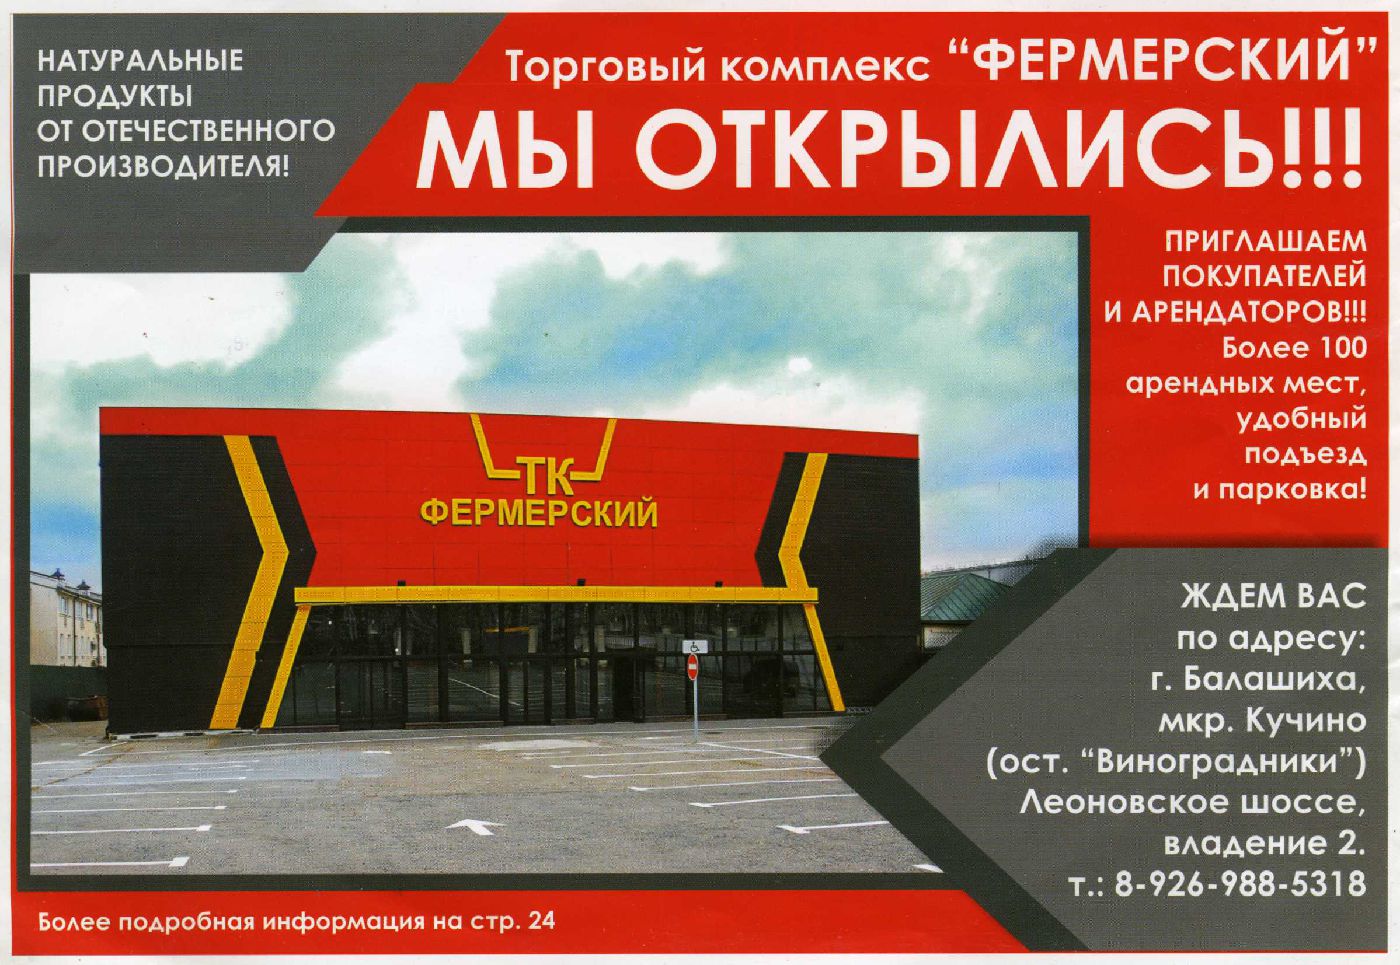 НАТУРАЛЬНЫЕ
ПРОДУКТЫ
ОТ ОТЕЧЕСТВЕННОГО
ПРОИЗВОДИТЕЛЯ!
Торговый комплекс “ФЕРМЕРСКИЙ”
МЫ ОТКРЫЛИСЬ!!!
ПРИГЛАШАЕМ
ПОКУПАТЕЛЕЙ
И АРЕНДАТОРОВ!!!
Более 100
арендных мест,
удобный
подъезд
и парковка!
ТК
ФЕРМЕРСКИЙ
ЖДЕМ ВАС
по адресу:
г. Балашиха,
мкр. Кучино
(ост. “Виноградники”)
Леоновское шоссе,
владение 2.
т.: 8-926-988-5318
Более подробная информация на стр. 24